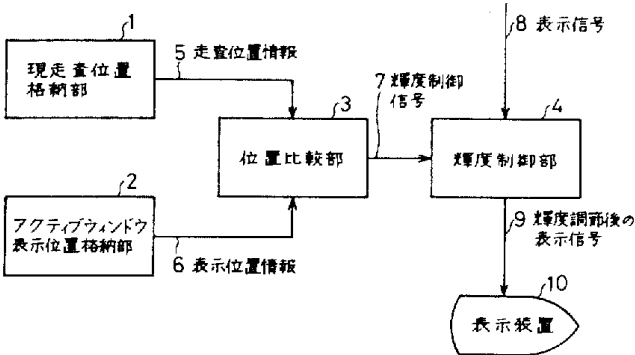 1
現走査位置
格納部
5 走査位置情報
2
アクティブウィンドウ
表示位置格納部
6 表示位置情報
3
位置比較部
7 輝度制御
信号
8 表示信号
4
輝度制御部
9 輝度調節後の
表示信号
10
表示装置